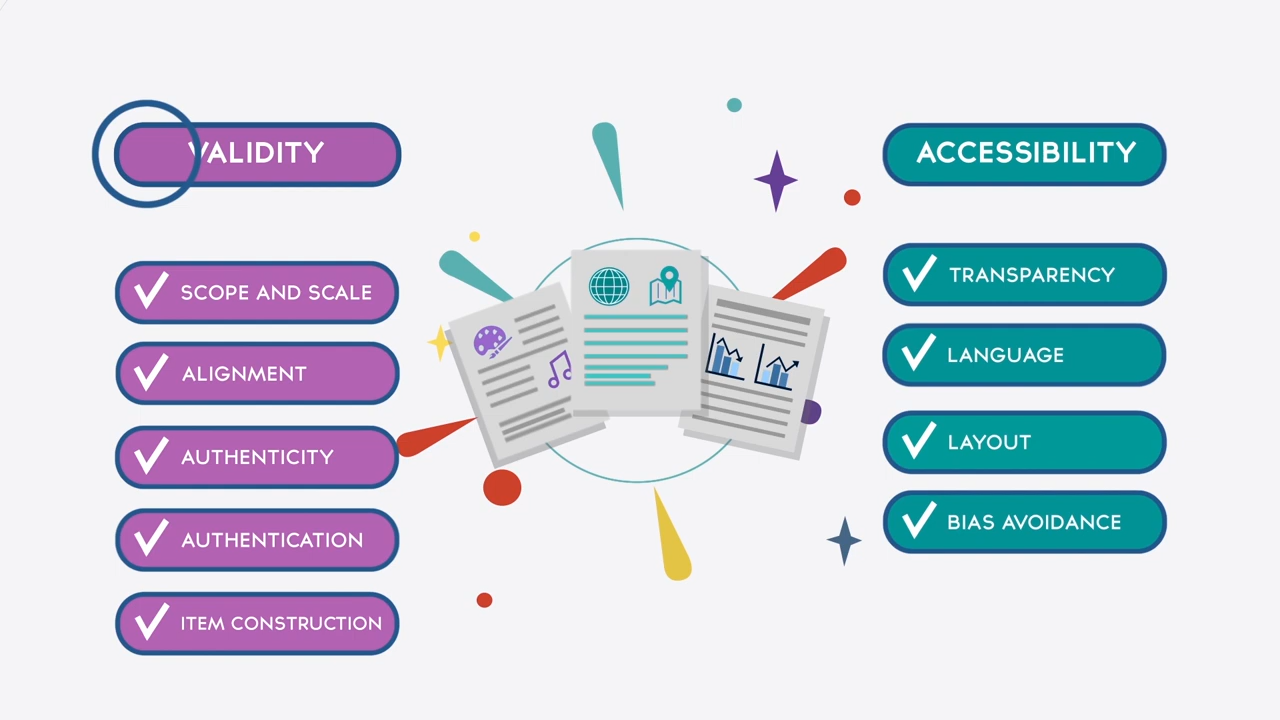 VALIDITY
SCOPE AND SCALE
ALIGNMENT
AUTHENTICITY
AUTHENTICATION
ITEM CONSTRUCTION
ACCESSIBILITY
TRANSPARENCY
LANGUAGE
LAYOUT
BIAS AVOIDANCE